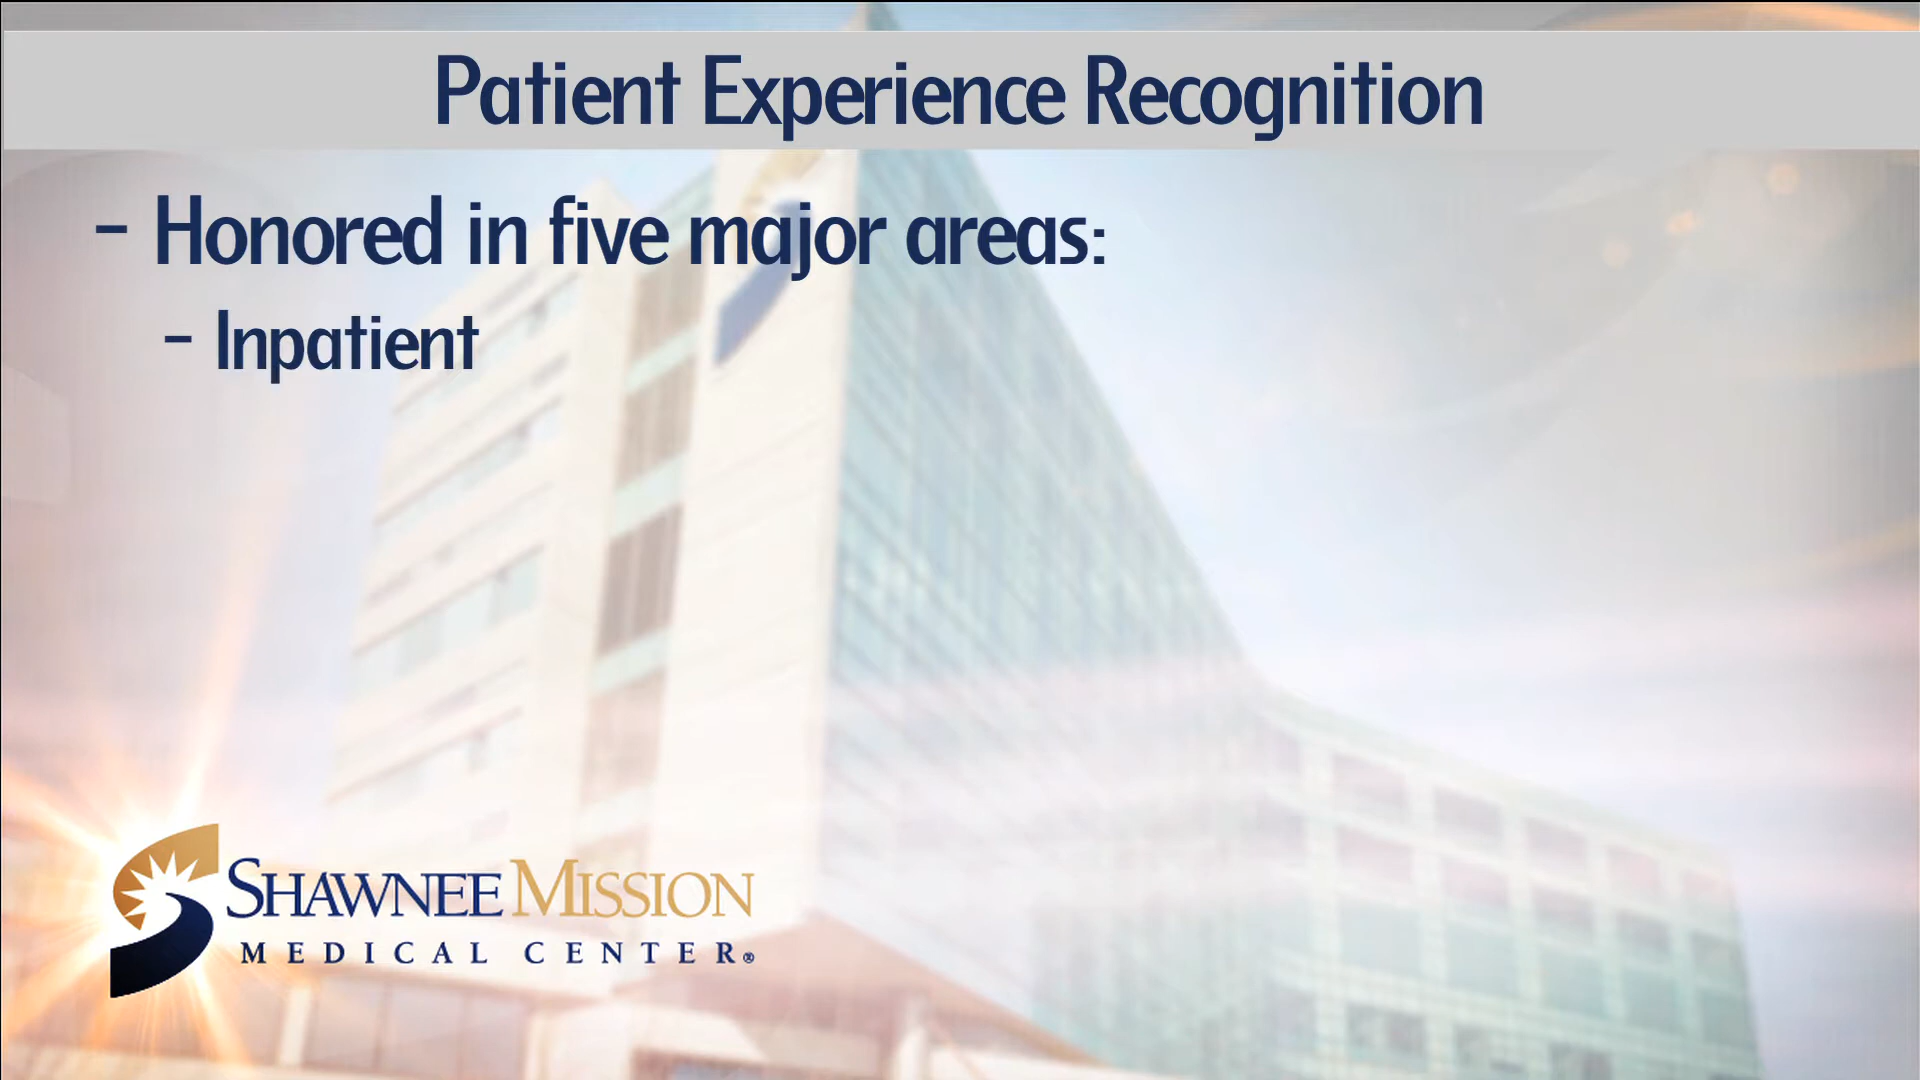 Patient Experience Recognition
- Honored in five major areas:
- Inpatient
SHAWNEE MISSION
MEDICAL CENTER®